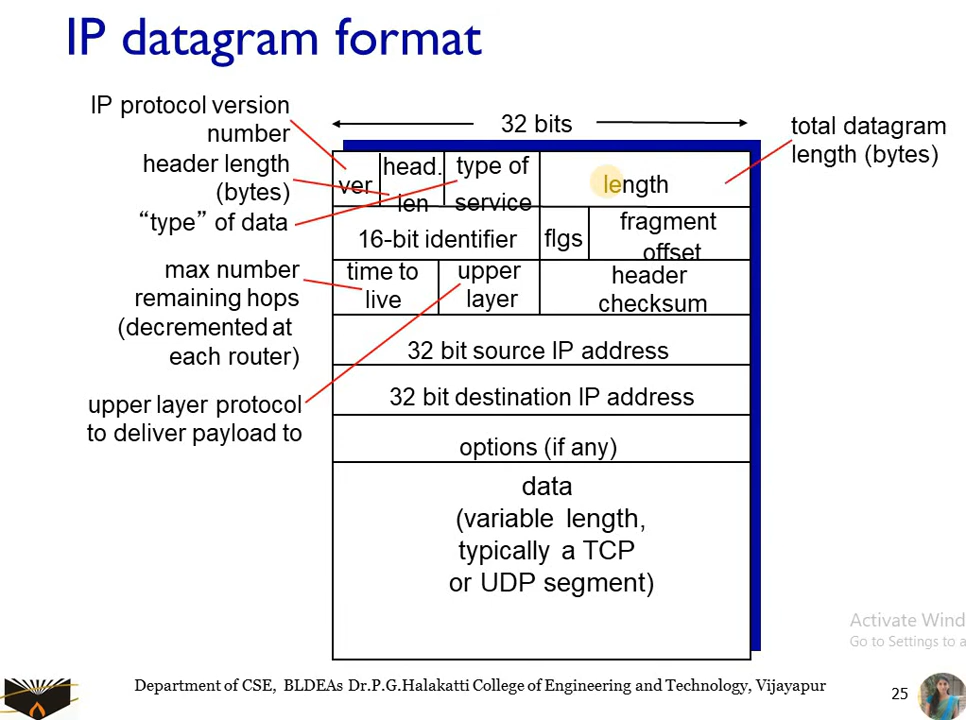 IP datagram format
IP protocol version
number
header length
(bytes)
“type” of data
max number
remaining hops
(decremented at
each router)
upper layer protocol
to deliver payload to
32 bits
total datagram
length (bytes)
ver
head.
len
type of
service
length
16-bit identifier
flgs
fragment
offset
time to
live
upper
layer
header
checksum
32 bit source IP address
32 bit destination IP address
options (if any)
data
(variable length,
typically a TCP
or UDP segment)
Activate Wind
Go to Settings to a
Department of CSE, BLDEAs Dr.P.G.Halakatti College of Engineering and Technology, Vijayapur
25